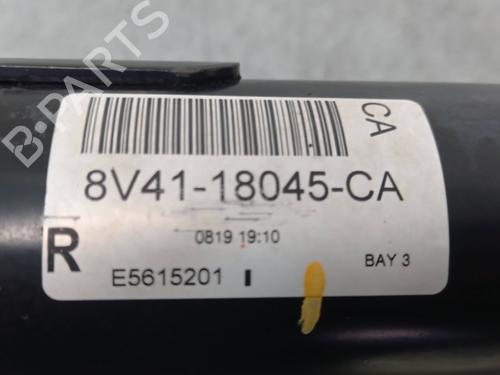 B-PARTS
CA
8V41-18045-CA
R
0819 19:10
E5615201
BAY 3